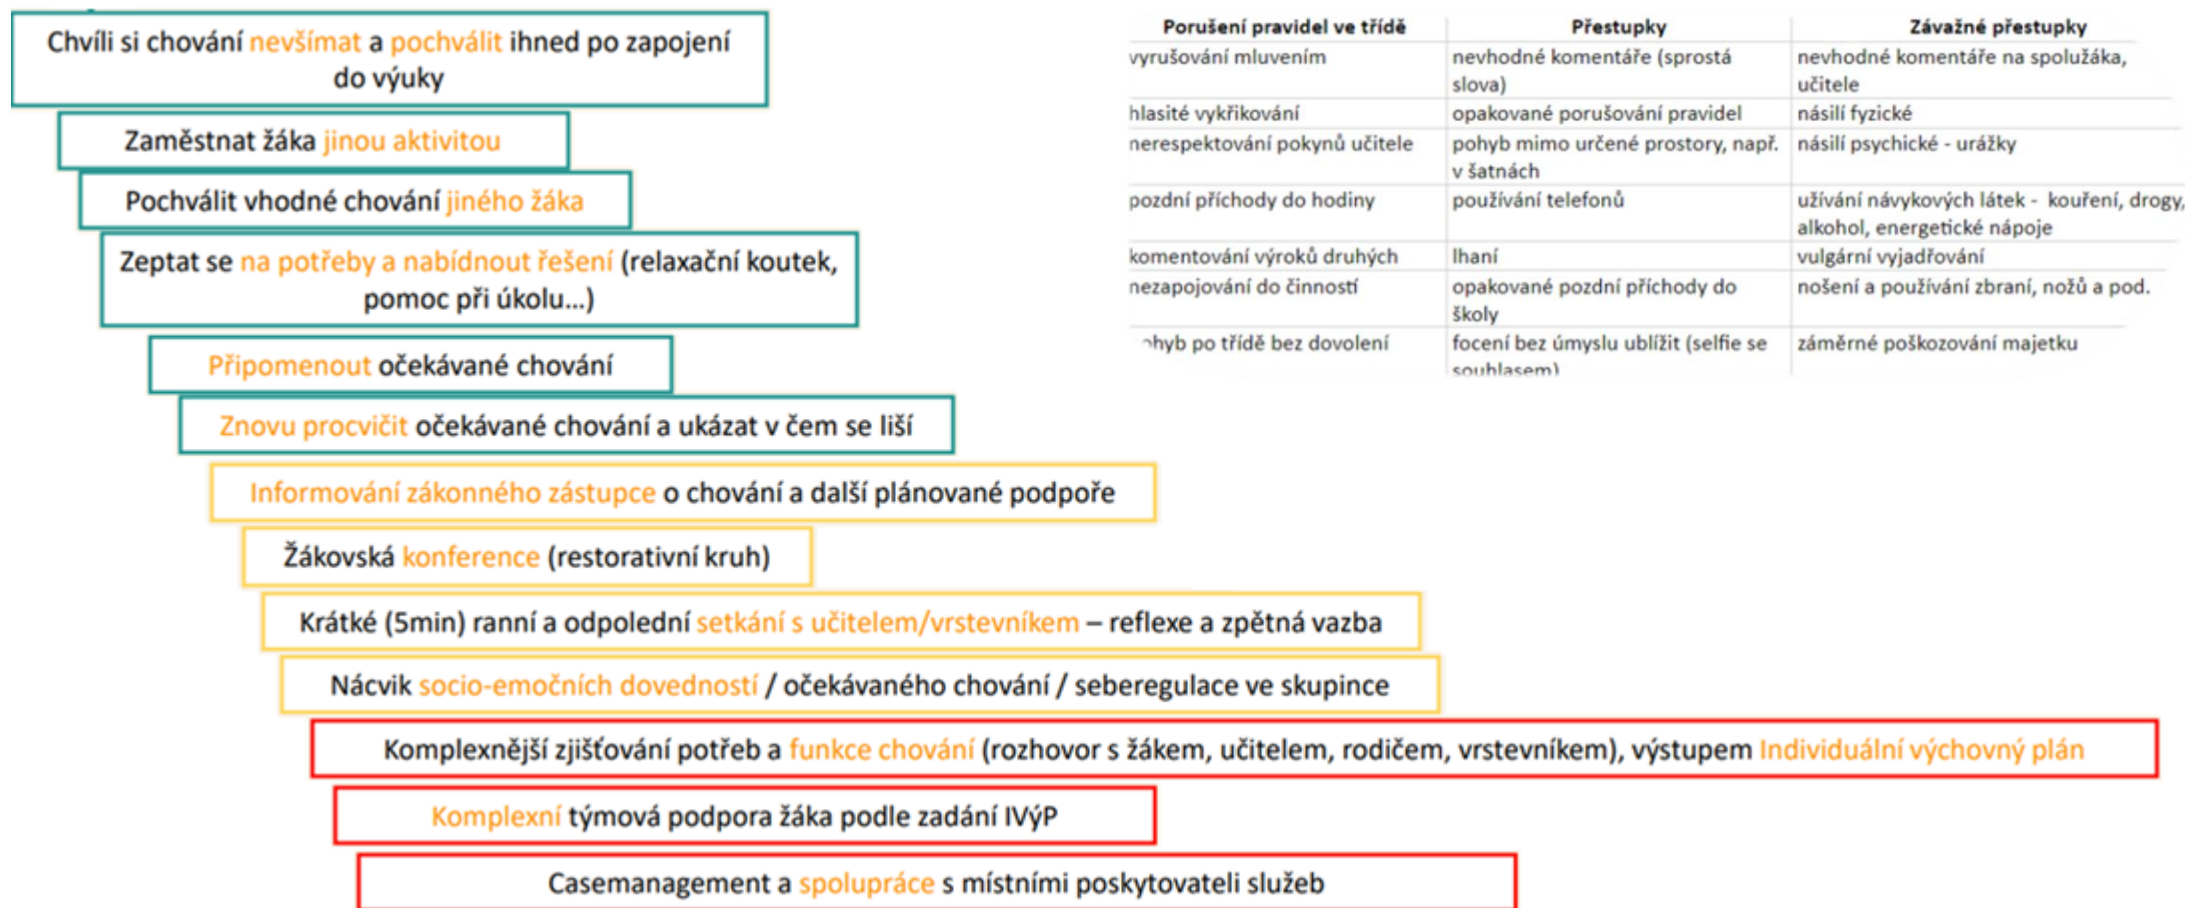 Chvíli si chování nevšímat a pochválit ihned po zapojení
do výuky
Zaměstnat žáka jinou aktivitou
Pochválit vhodné chování jiného žáka
Zeptat se na potřeby a nabídnout řešení (relaxační koutek,
pomoc při úkolu...)
Připomenout očekávané chování
Znovu procvičit očekávané chování a ukázat v čem se liší
Informování zákonného zástupce o chování a další plánované podpoře
Žákovská konference (restorativní kruh)
Krátké (5min) ranní a odpolední setkání s učitelem/vrstevníkem – reflexe a zpětná vazba
Nácvik socio-emočních dovedností / očekávaného chování / seberegulace ve skupince
Komplexnější zjišťování potřeb a funkce chování (rozhovor s žákem, učitelem, rodičem, vrstevníkem), výstupem Individuální výchovný plán
Komplexní týmová podpora žáka podle zadání IVýP
Casemanagement a spolupráce s místními poskytovateli služeb
Porušení pravidel ve třídě Přestupky Závažné přestupky
vyrušování mluvením nevhodné komentáře (sprostá nevhodné komentáře na spolužáka,
slova) učitele
hlasité vykřikování opakované porušování pravidel násilí fyzické
nerespektování pokynů učitele pohyb mimo určené prostory, např. násilí psychické - urážky
v šatnách
pozdní příchody do hodiny používání telefonů užívání návykových látek - kouření, drogy,
alkohol, energetické nápoje
komentování výroků druhých lhaní vulgární vyjadřování
nezapojování do činností opakované pozdní příchody do nošení a používání zbraní, nožů a pod.
školy
ohyb po třídě bez dovolení focení bez úmyslu ublížit (selfie se záměrné poškozování majetku
souhlasem)